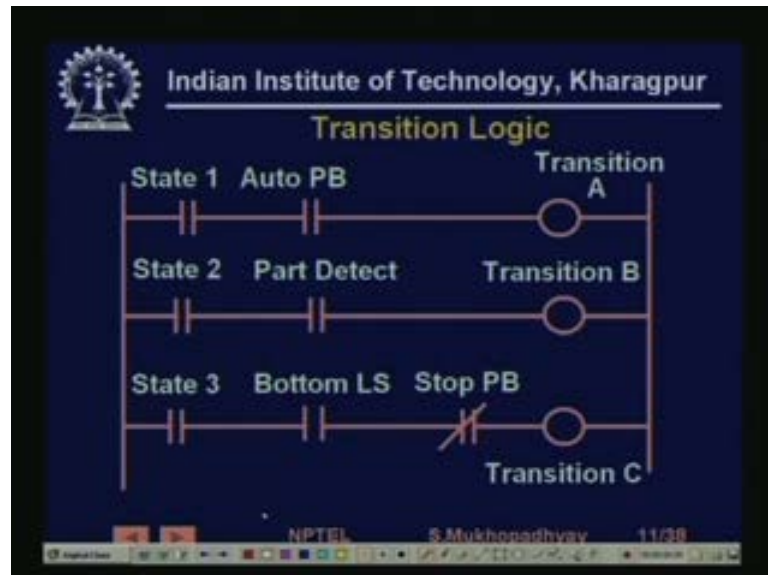 Indian Institute of Technology, Kharagpur
Transition Logic
State 1 Auto PB Transition A
State 2 Part Detect Transition B
State 3 Bottom LS Stop PB
Transition C
NPTEL S.Mukhopadhyay 11/38